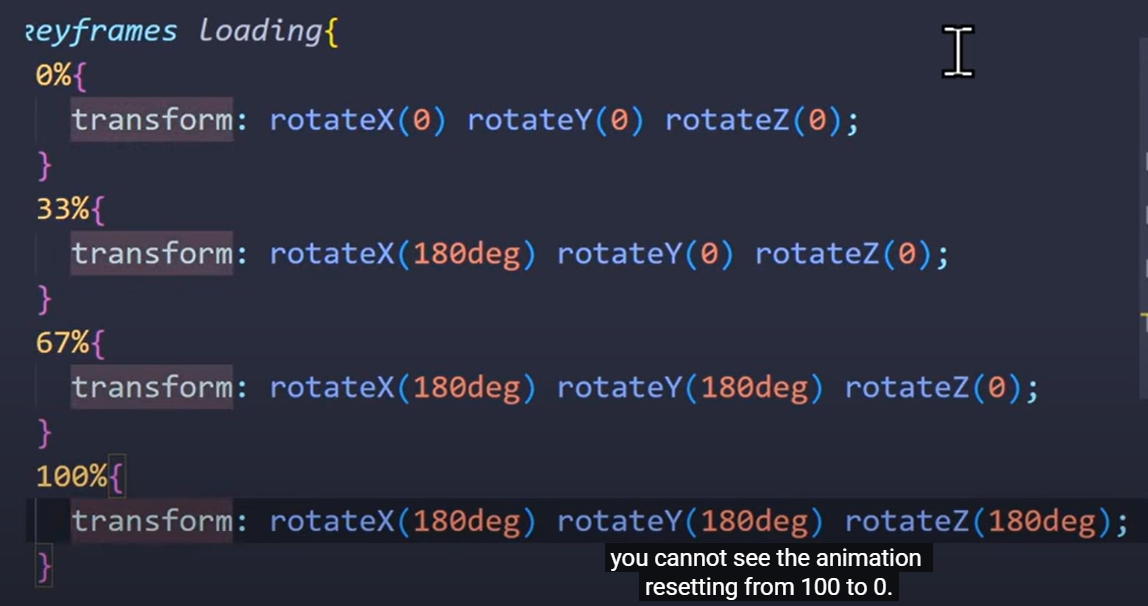 keyframes loading{
0%{
transform: rotateX(0) rotateY(0) rotateZ(0);
}
33%{
transform: rotateX(180deg) rotateY(0) rotateZ(0);
}
67%{
transform: rotateX(180deg) rotateY(180deg) rotateZ(0);
}
100%{
transform: rotateX(180deg) rotateY(180deg) rotateZ(180deg);
}
you cannot see the animation
resetting from 100 to 0.